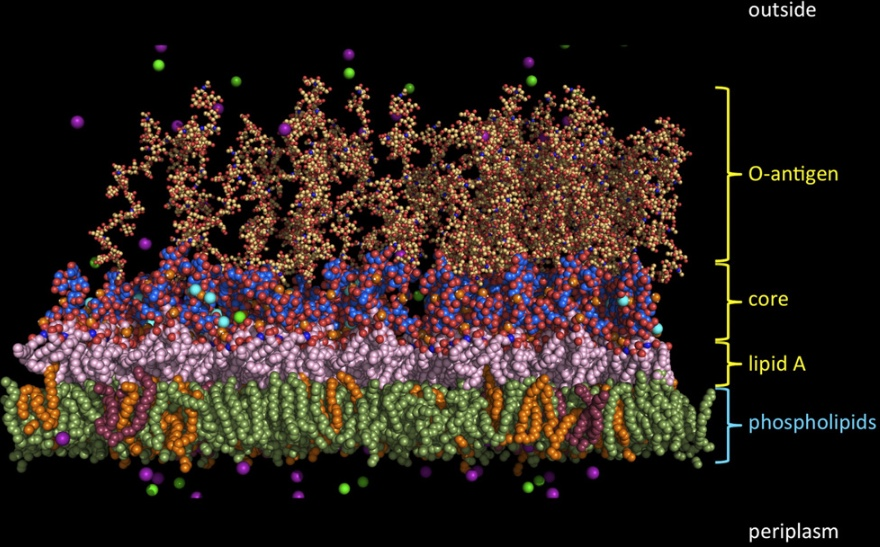 outside
O-antigen
core
lipid A
phospholipids
periplasm